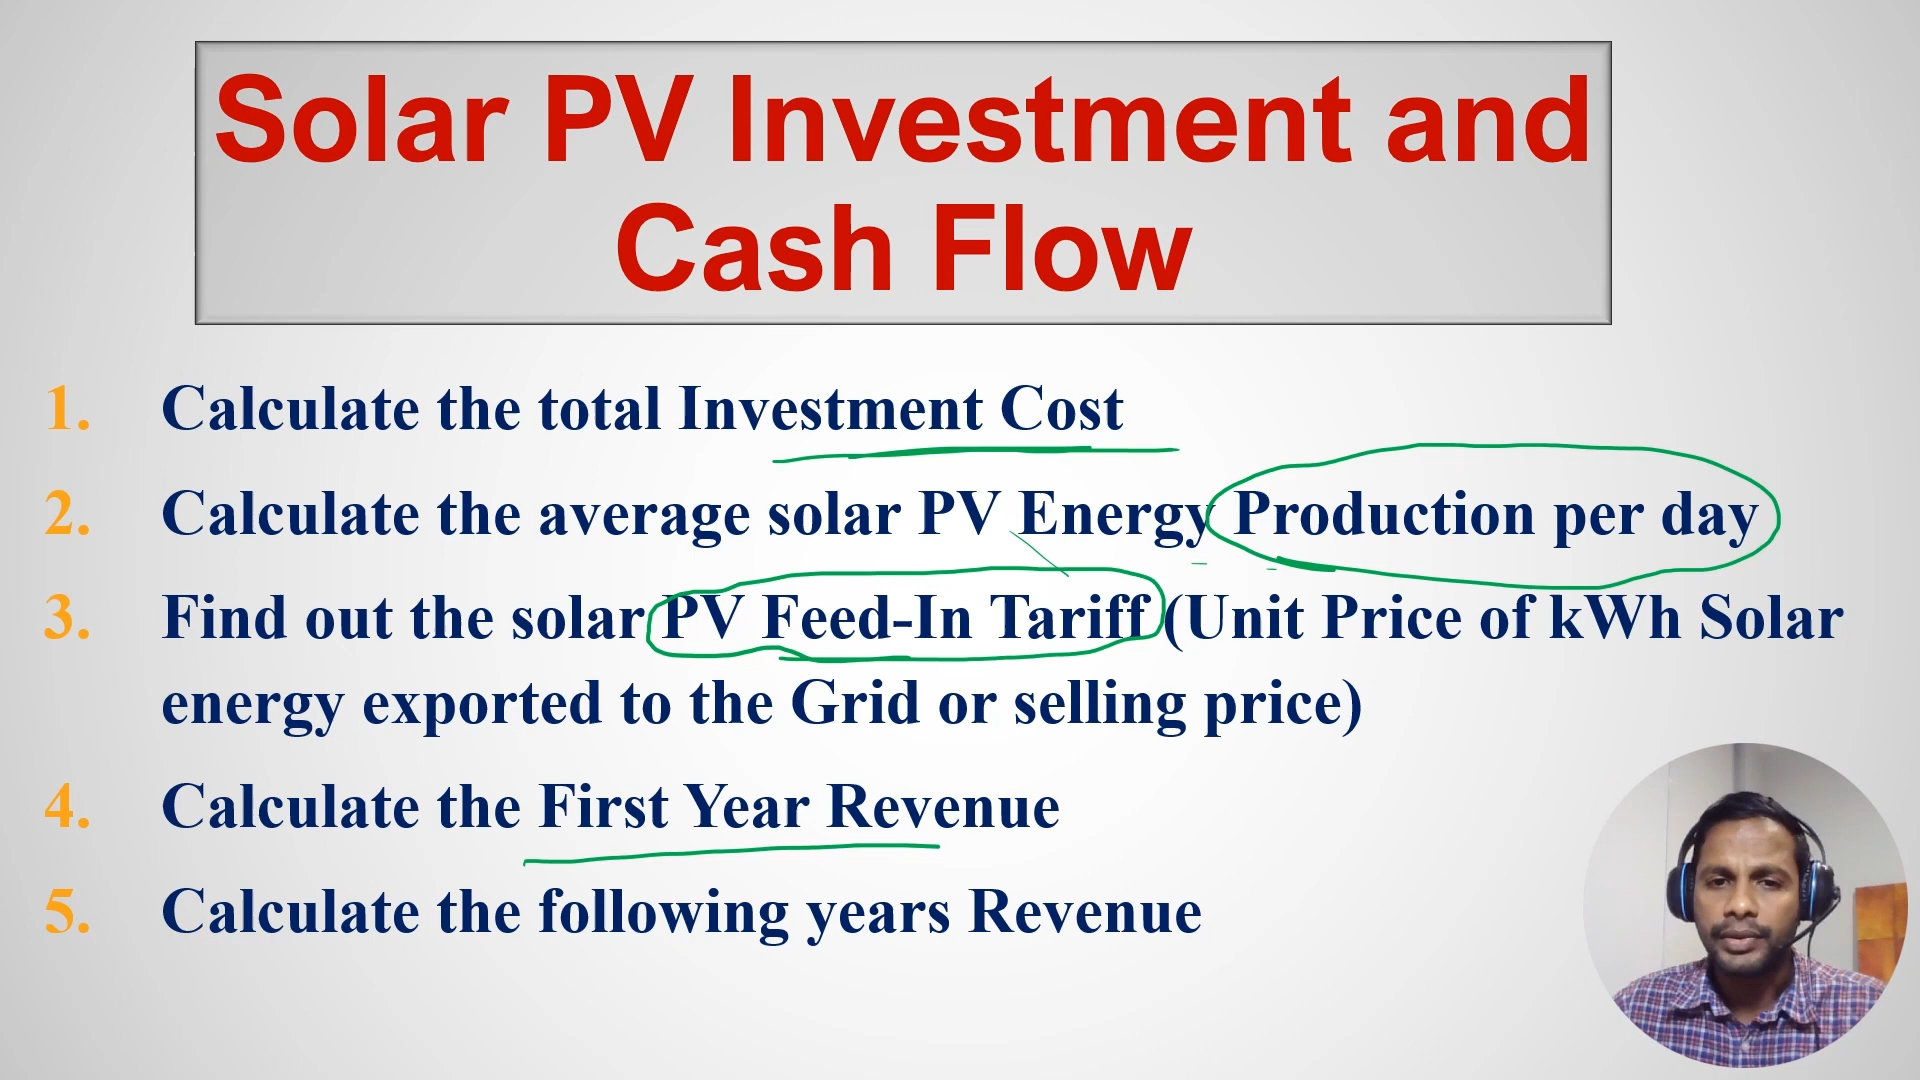 Solar PV Investment and
Cash Flow
1. Calculate the total Investment Cost
2. Calculate the average solar PV Energy Production per day
3. Find out the solar PV Feed-In Tariff (Unit Price of kWh Solar
energy exported to the Grid or selling price)
4. Calculate the First Year Revenue
5. Calculate the following years Revenue